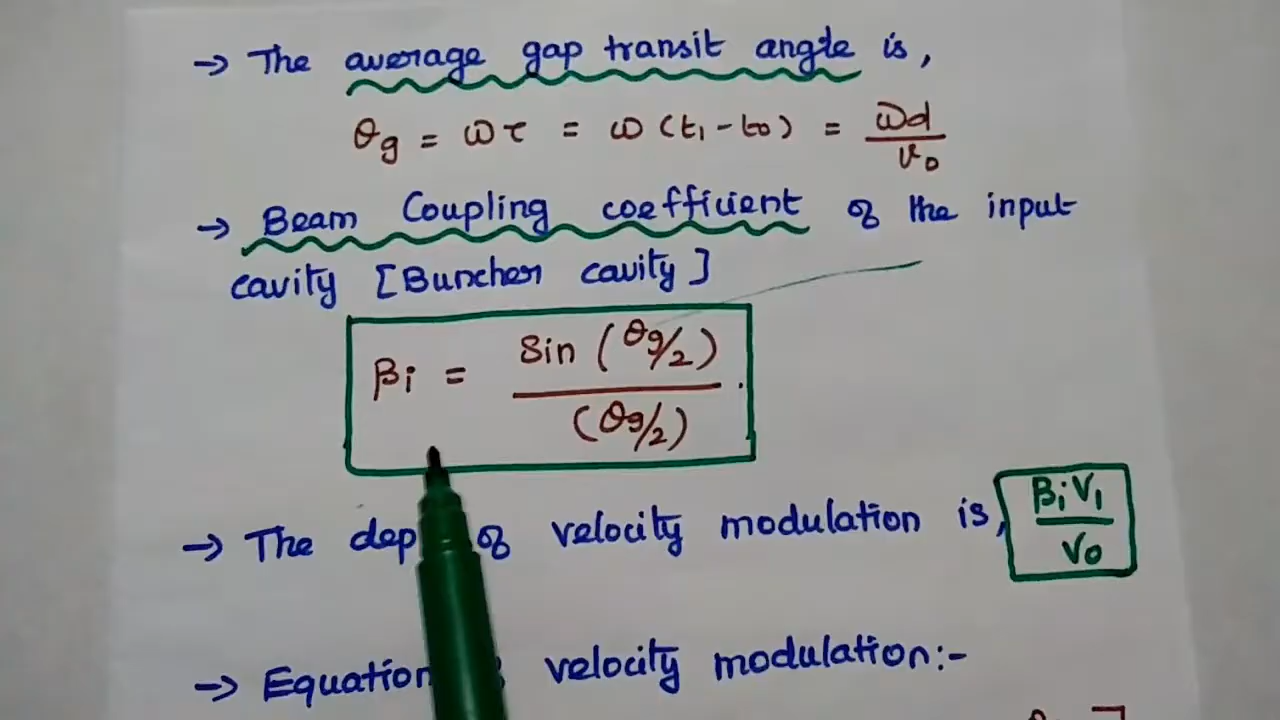 → The average gap transit angle is,
θg = ωτ = ω(t₁ - t₀) = ωd/v₀
→ Beam Coupling coefficient of the input
cavity [Buncher cavity]
βi = Sin (θg/2) / (θg/2) .
→ The dep of velocity modulation is, βiV₁/V₀
→ Equation velocity modulation:-